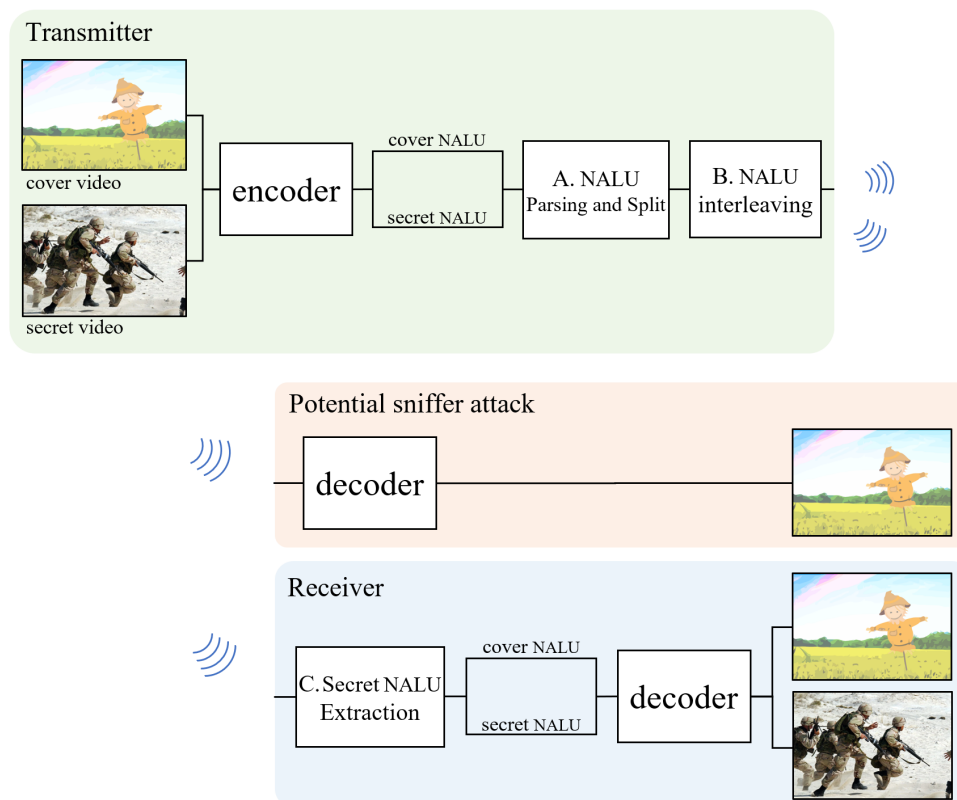 Transmitter
cover video
secret video
encoder
cover NALU
secret NALU
A. NALU
Parsing and Split
B. NALU
interleaving
Potential sniffer attack
decoder
Receiver
C.Secret NALU
Extraction
cover NALU
secret NALU
decoder